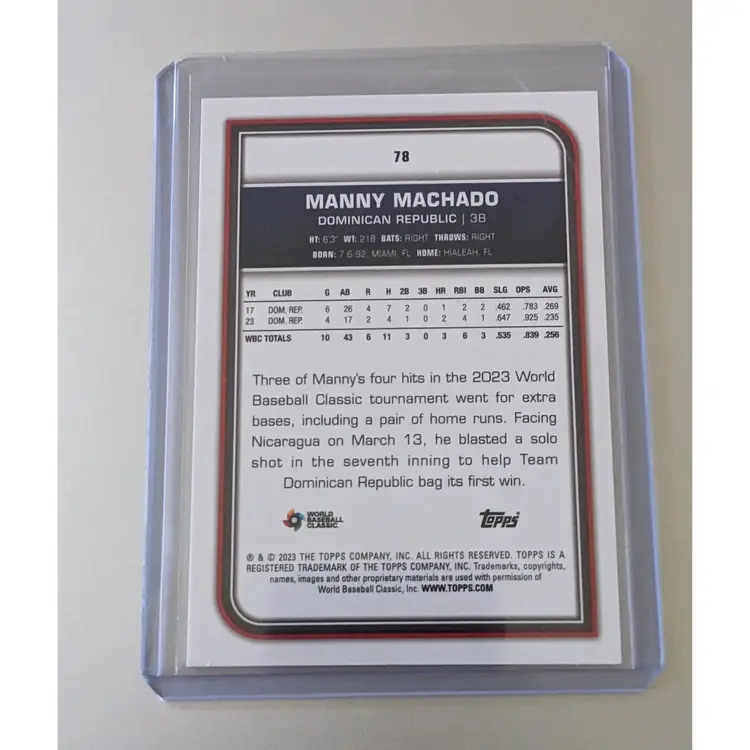 78
MANNY MACHADO
DOMINICAN REPUBLIC | 3B
HT: 6'3" WT: 218 BATS: RIGHT THROWS: RIGHT
BORN: 7-6-92, MIAMI, FL HOME: HIALEAH, FL
YR CLUB G AB R H 2B 3B HR RBI BB SLG OPS AVG
17 DOM. REP. 6 26 4 7 2 0 1 2 2 .462 .783 .269
23 DOM. REP. 4 17 2 4 1 0 2 4 1 .647 .925 .235
WBC TOTALS 10 43 6 11 3 0 3 6 3 .535 .839 .256
Three of Manny's four hits in the 2023 World
Baseball Classic tournament went for extra
bases, including a pair of home runs. Facing
Nicaragua on March 13, he blasted a solo
shot in the seventh inning to help Team
Dominican Republic bag its first win.
WORLD
BASEBALL
CLASSIC.
topps
® & © 2023 THE TOPPS COMPANY, INC. ALL RIGHTS RESERVED. TOPPS IS A
REGISTERED TRADEMARK OF THE TOPPS COMPANY, INC. Trademarks, copyrights,
names, images and other proprietary materials are used with permission of
World Baseball Classic, Inc. WWW.TOPPS.COM